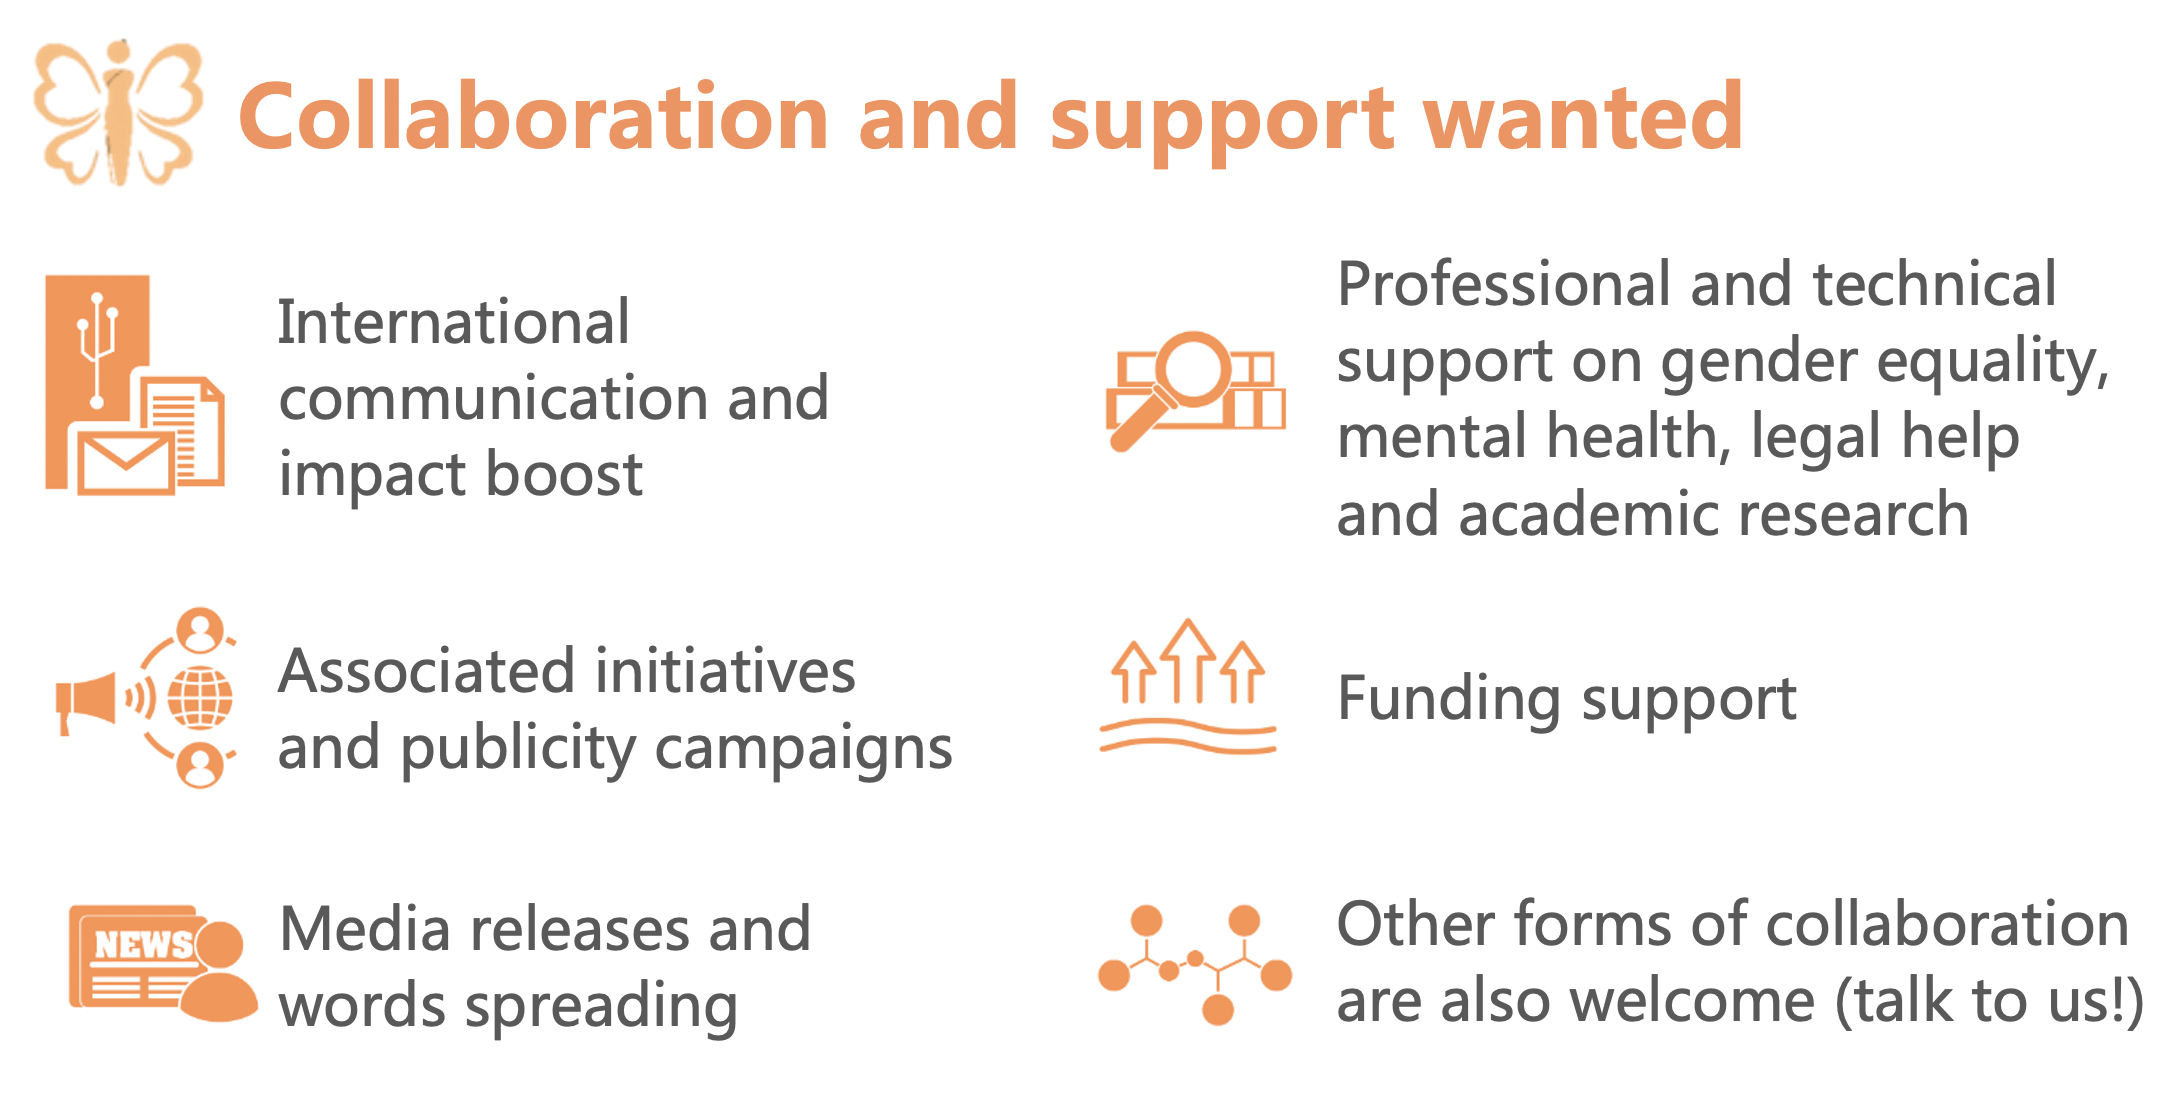 Collaboration and support wanted
International
communication and
impact boost
Professional and technical
support on gender equality,
mental health, legal help
and academic research
Associated initiatives
and publicity campaigns
Funding support
NEWS
Media releases and
words spreading
Other forms of collaboration
are also welcome (talk to us!)